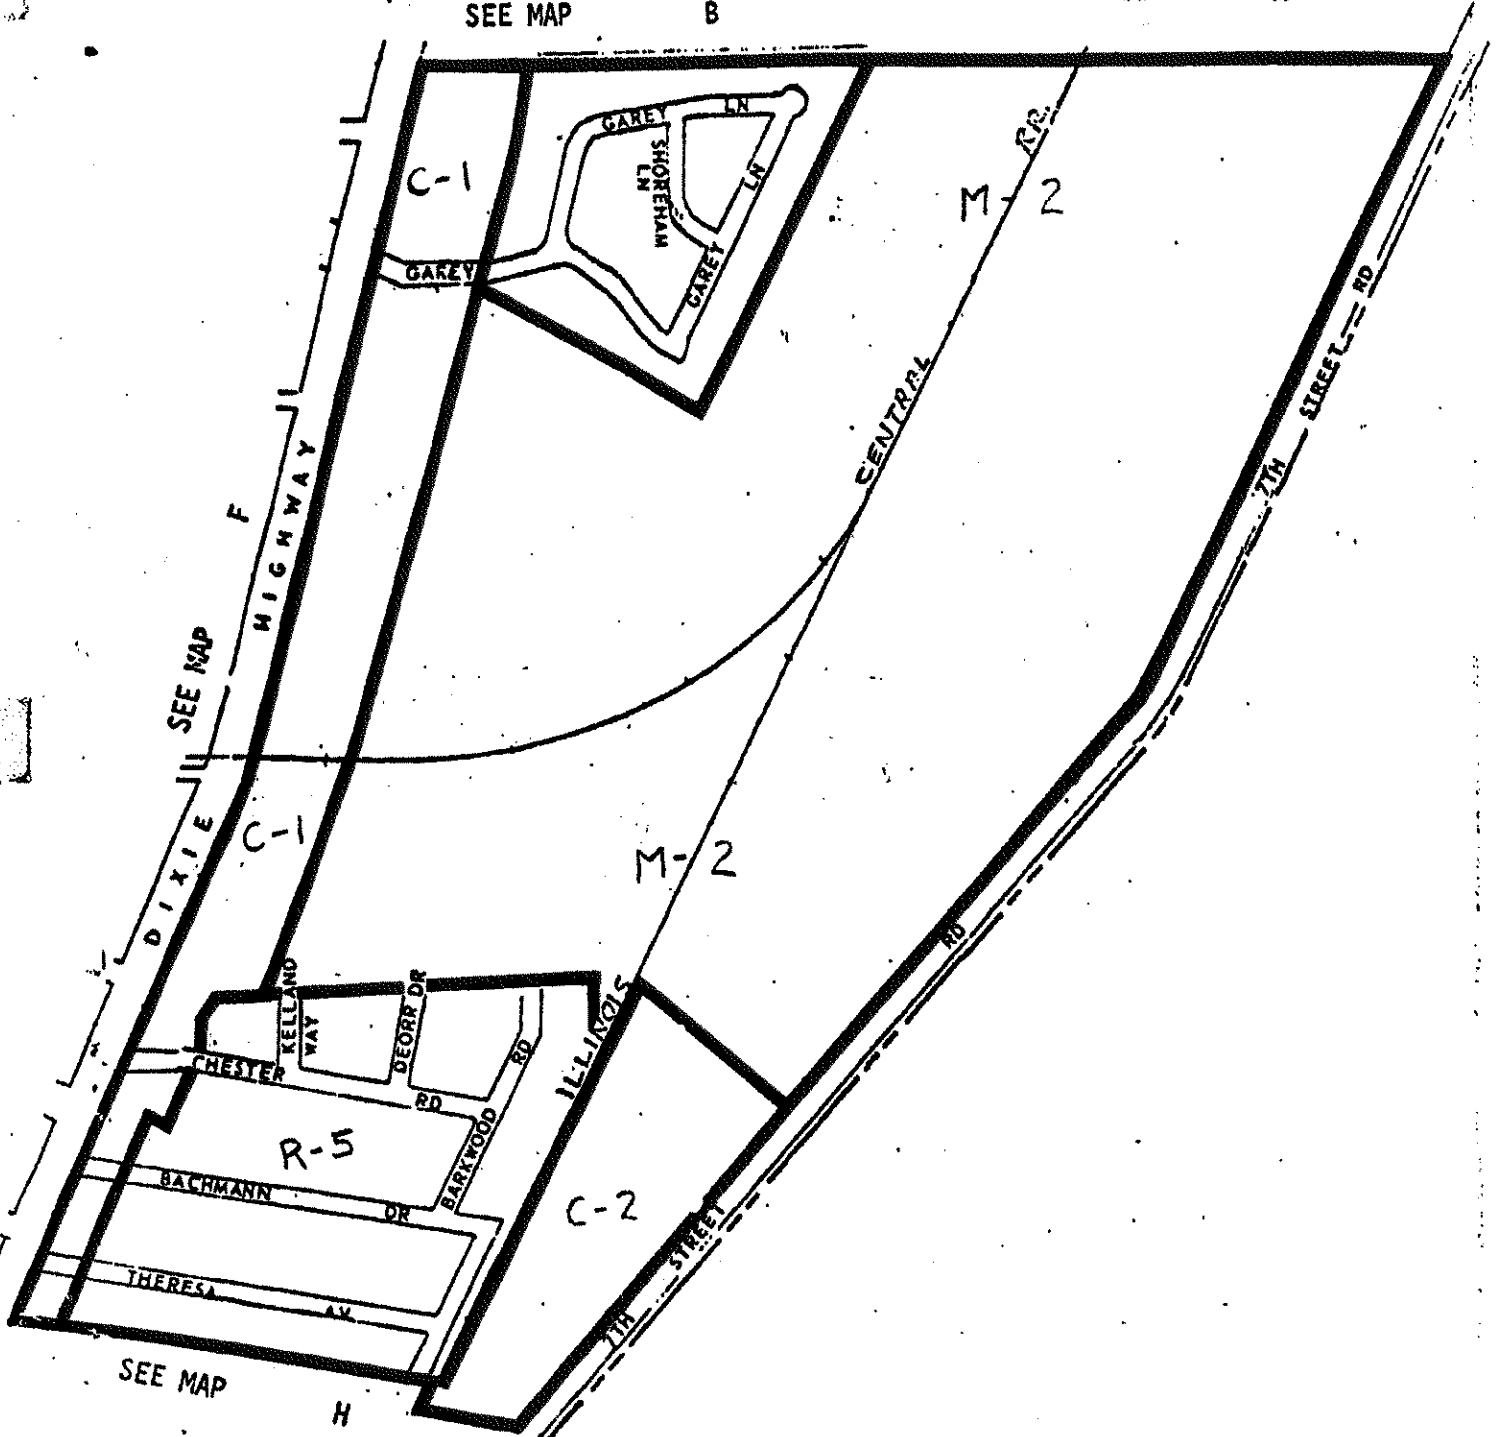 SEE MAP B
GAREY LN
SHOREHAM LN
LN
C-1
GAREY
GAREY
RR.
M-2
RD
STREET
7TH
CENTRAL
HIGHWAY
F
SEE MAP
DIXIE
C-1
M-2
RD
KELLAND WAY
DEORR DR
ILLINOIS
CHESTER RD
RD
BARKWOOD
R-5
BACHMANN DR
C-2
STREET
7TH
THERESA AV
SEE MAP H